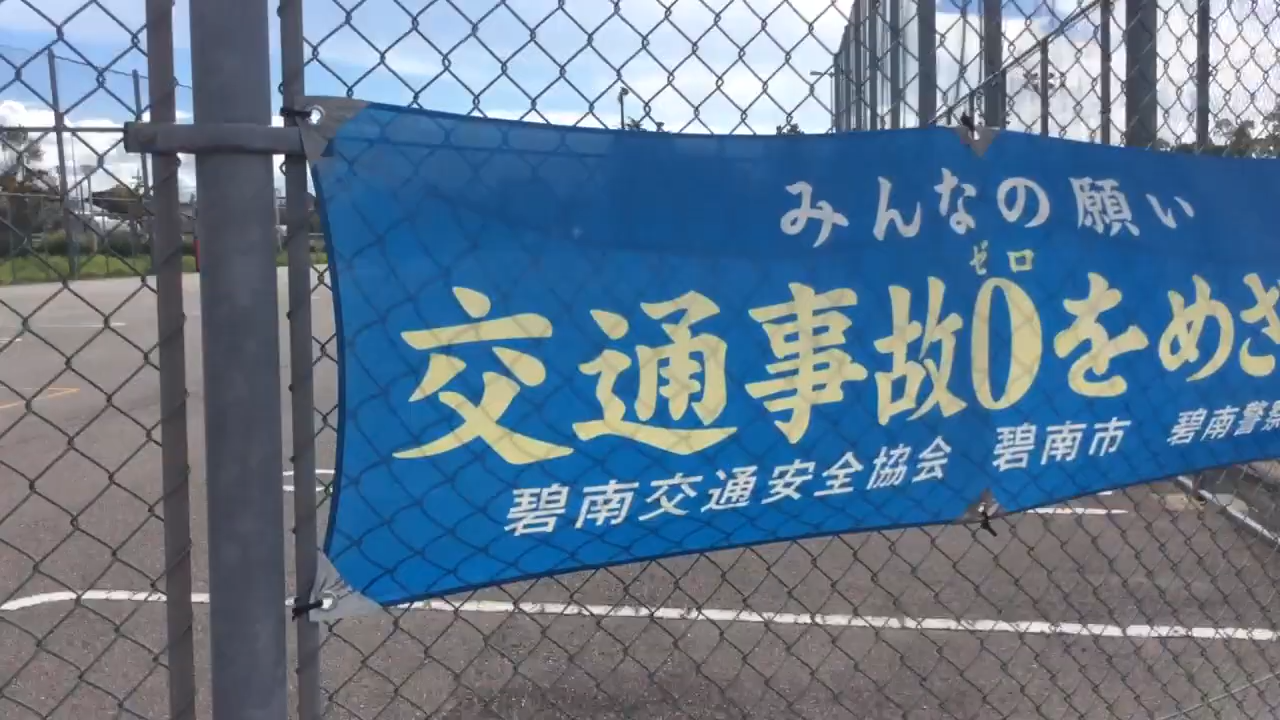 みんなの願い
ゼロ
交通事故0をめざ
碧南交通安全協会 碧南市 碧南警察